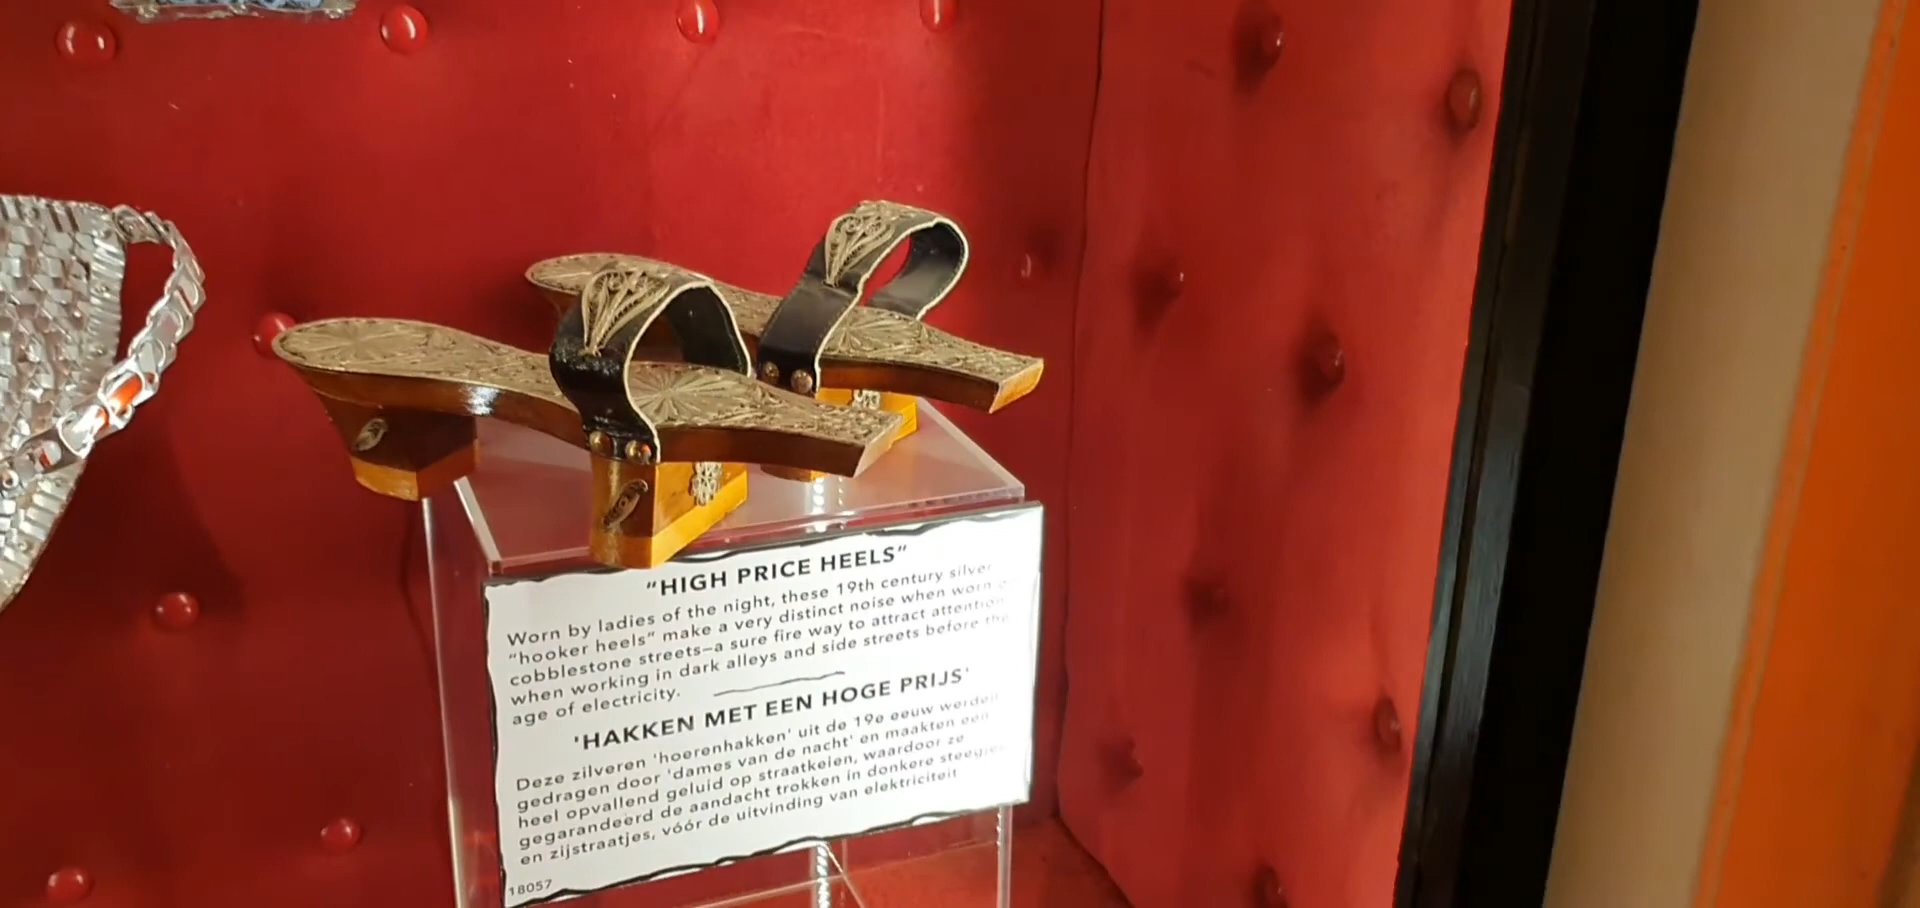 "HIGH PRICE HEELS"
Worn by ladies of the night, these 19th century silver
"hooker heels" make a very distinct noise when worn
cobblestone streets—a sure fire way to attract attention
when working in dark alleys and side streets before the
age of electricity.
'HAKKEN MET EEN HOGE PRIJS'
Deze zilveren 'hoerenhakken' uit de 19e eeuw werden
gedragen door 'dames van de nacht' en maakten een
heel opvallend geluid op straatkeien, waardoor ze
gegarandeerd de aandacht trokken in donkere steegjes
en zijstraatjes, vóór de uitvinding van elektriciteit
18057